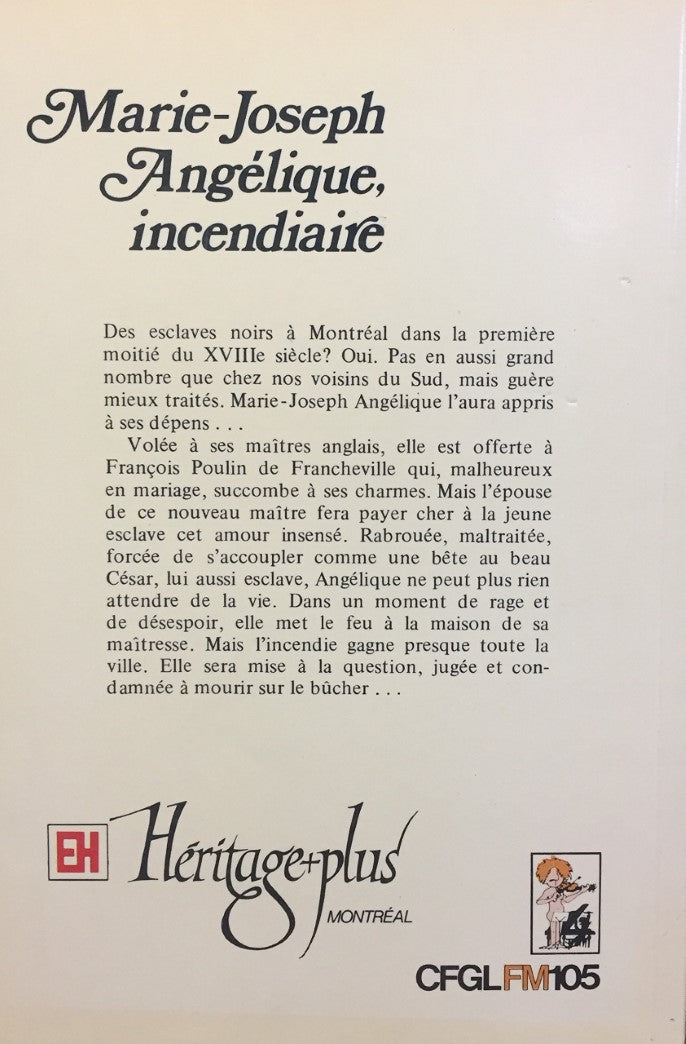 Marie-Joseph
Angélique,
incendiaire
Des esclaves noirs à Montréal dans la première
moitié du XVIIIe siècle? Oui. Pas en aussi grand
nombre que chez nos voisins du Sud, mais guère
mieux traités. Marie-Joseph Angélique l'aura appris
à ses dépens . . .
Volée à ses maîtres anglais, elle est offerte à
François Poulin de Francheville qui, malheureux
en mariage, succombe à ses charmes. Mais l'épouse
de ce nouveau maître fera payer cher à la jeune
esclave cet amour insensé. Rabrouée, maltraitée,
forcée de s'accoupler comme une bête au beau
César, lui aussi esclave, Angélique ne peut plus rien
attendre de la vie. Dans un moment de rage et
de désespoir, elle met le feu à la maison de sa
maîtresse. Mais l'incendie gagne presque toute la
ville. Elle sera mise à la question, jugée et con-
damnée à mourir sur le bûcher . . .
EH Héritage+plus
MONTRÉAL
CFGLFM105